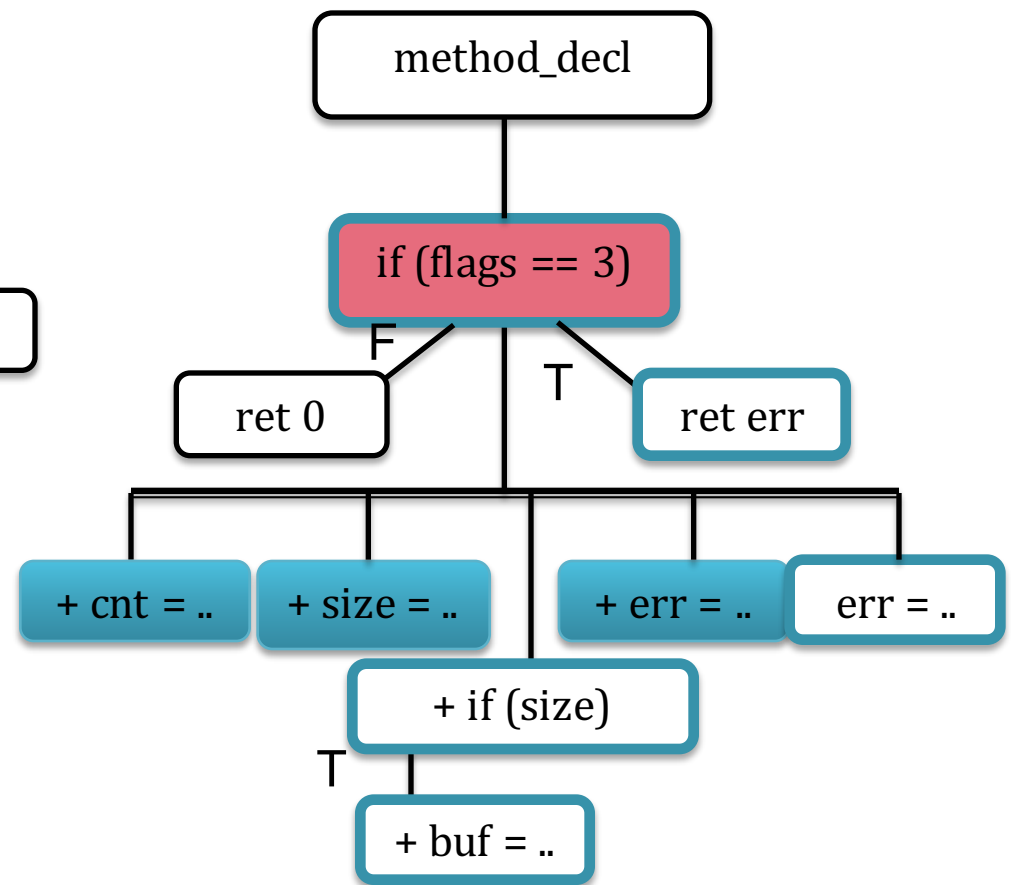 method_decl
if (flags == 3)
F
T
ret 0
ret err
+ cnt = ..
+ size = ..
+ err = ..
err = ..
+ if (size)
T
+ buf = ..